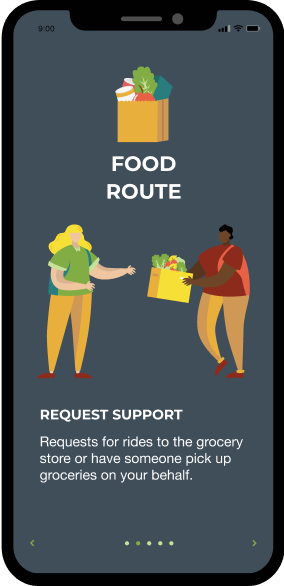 9:00
FOOD
ROUTE
REQUEST SUPPORT
Requests for rides to the grocery
store or have someone pick up
groceries on your behalf.